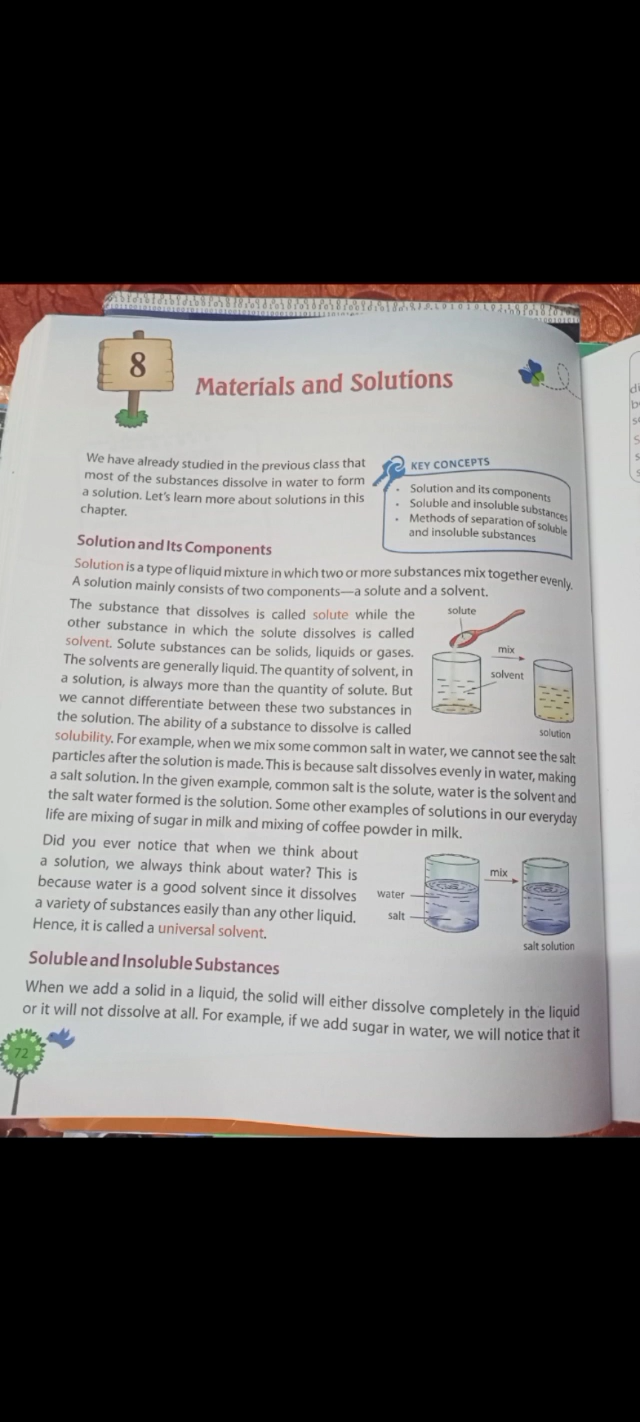 8
Materials and Solutions
We have already studied in the previous class that
most of the substances dissolve in water to form
a solution. Let's learn more about solutions in this
chapter.
KEY CONCEPTS
• Solution and its components
• Soluble and insoluble substances
• Methods of separation of soluble
and insoluble substances
Solution and Its Components
Solution is a type of liquid mixture in which two or more substances mix together evenly.
A solution mainly consists of two components—a solute and a solvent.
The substance that dissolves is called solute while the
other substance in which the solute dissolves is called
solvent. Solute substances can be solids, liquids or gases.
The solvents are generally liquid. The quantity of solvent, in
a solution, is always more than the quantity of solute. But
we cannot differentiate between these two substances in
the solution. The ability of a substance to dissolve is called
solute
mix
solvent
solution
solubility. For example, when we mix some common salt in water, we cannot see the salt
particles after the solution is made. This is because salt dissolves evenly in water, making
a salt solution. In the given example, common salt is the solute, water is the solvent and
the salt water formed is the solution. Some other examples of solutions in our everyday
life are mixing of sugar in milk and mixing of coffee powder in milk.
Did you ever notice that when we think about
a solution, we always think about water? This is
because water is a good solvent since it dissolves
a variety of substances easily than any other liquid.
Hence, it is called a universal solvent.
mix
water
salt
salt solution
Soluble and Insoluble Substances
When we add a solid in a liquid, the solid will either dissolve completely in the liquid
or it will not dissolve at all. For example, if we add sugar in water, we will notice that it
72